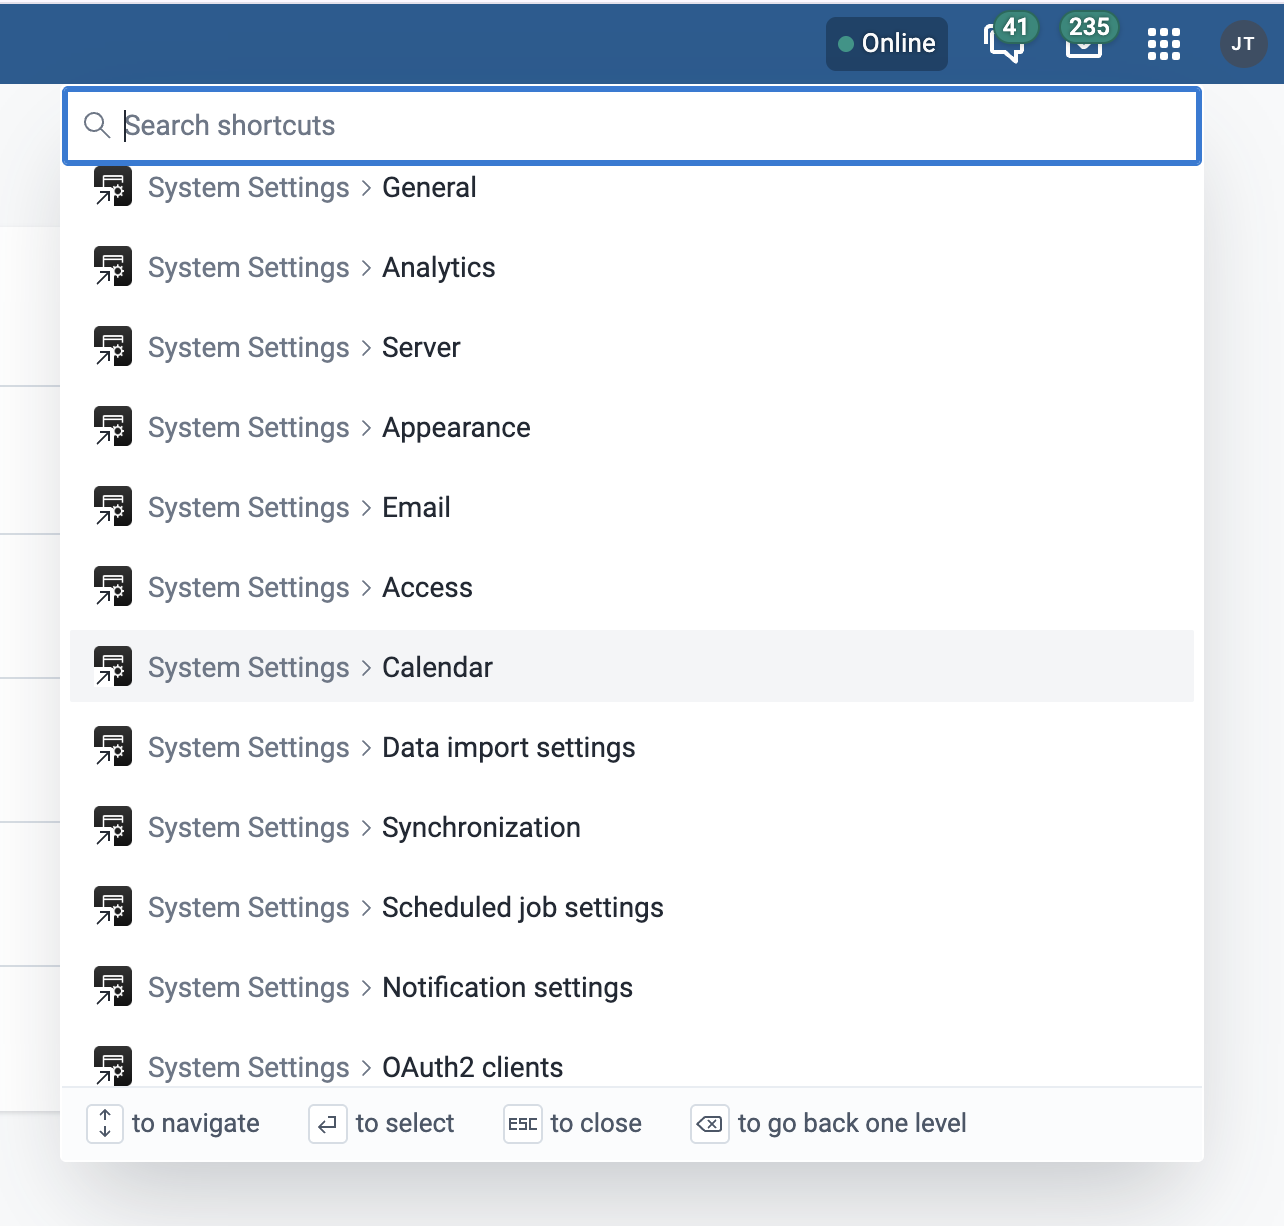 Online
41
235
JT
Search shortcuts
System Settings > General
System Settings > Analytics
System Settings > Server
System Settings > Appearance
System Settings > Email
System Settings > Access
System Settings > Calendar
System Settings > Data import settings
System Settings > Synchronization
System Settings > Scheduled job settings
System Settings > Notification settings
System Settings > OAuth2 clients
to navigate to select ESC to close to go back one level